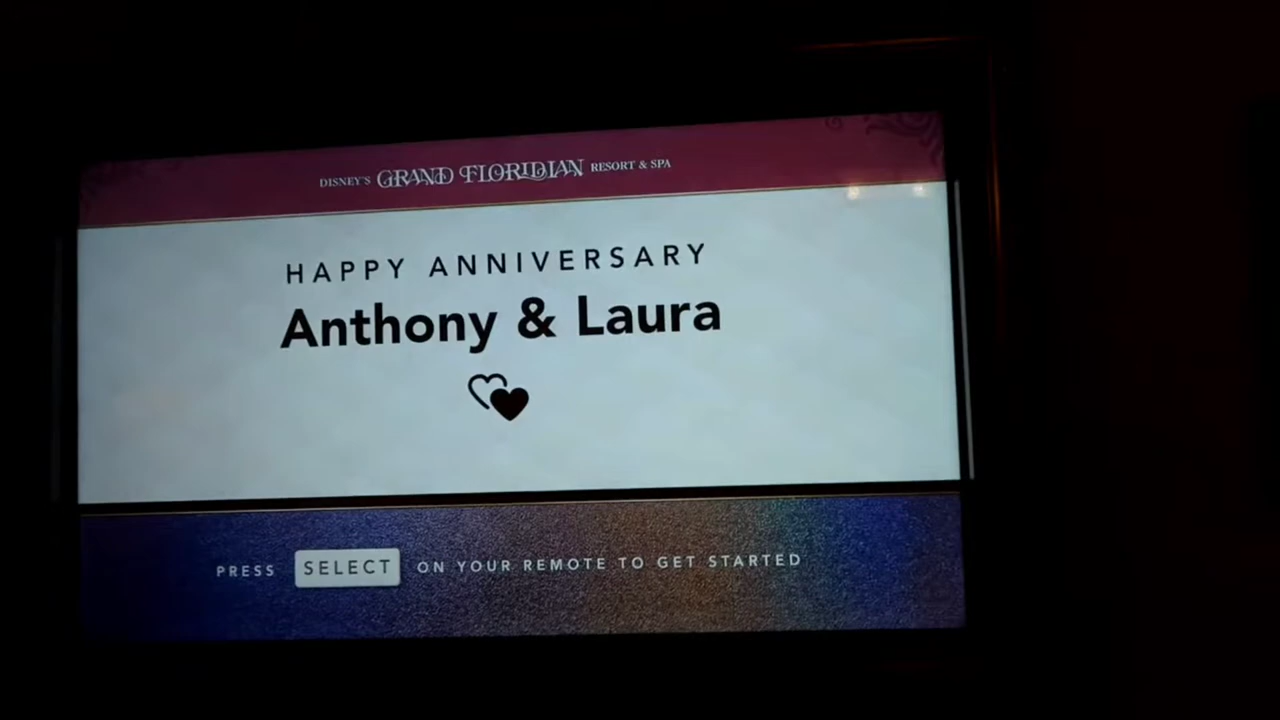 DISNEY'S GRAND FLORIDIAN RESORT & SPA
HAPPY ANNIVERSARY
Anthony & Laura
PRESS SELECT ON YOUR REMOTE TO GET STARTED